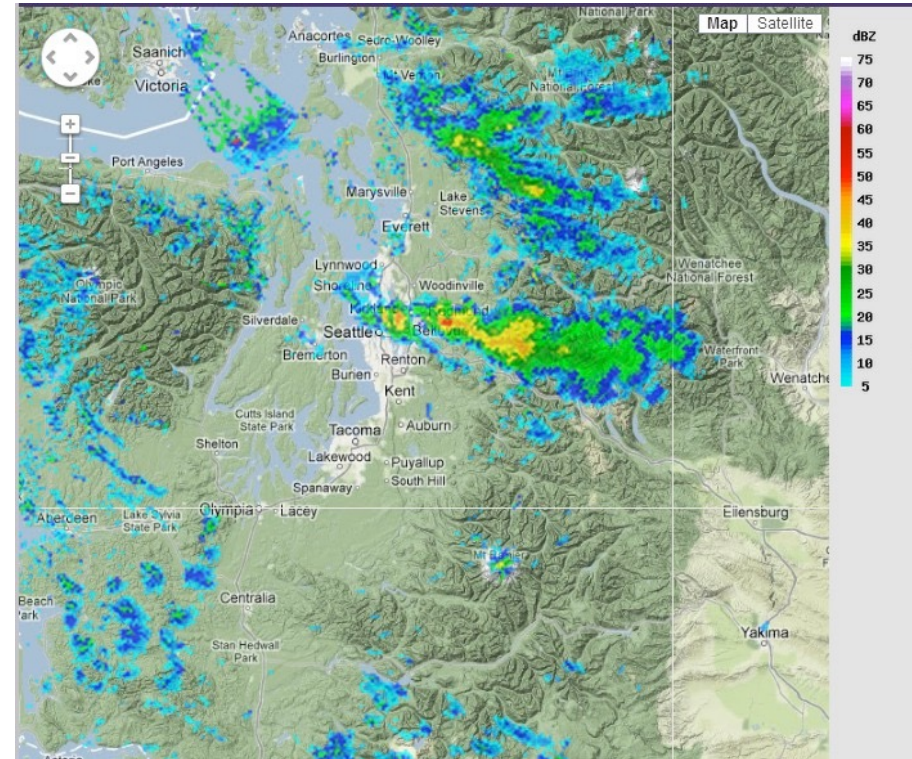 National Park
Map
Satellite
dBZ
Anacortes
Sedro-Woolley
Saanich
Burlington
75
Mt Vernon
70
Victoria
National Forest
65
60
55
Port Angeles
50
45
Marysville
Lake
Stevens
40
Everett
35
30
Lynnwood
Wenatchee
National Forest
25
Olympic
National Park
Woodinville
20
Silverdale
15
Seattle
10
Bremerton
Renton
Waterfront
Park
5
Burien
Wenatche
Kent
Cutts Island
State Park
Tacoma
Auburn
Shelton
Lakewood
Puyallup
Spanaway
South Hill
Aberdeen
Lake Sylvia
State Park
Olympia
Lacey
Ellensburg
Mt Rainier
Beach
Park
Centralia
Stan Hedwall
Park
Yakima